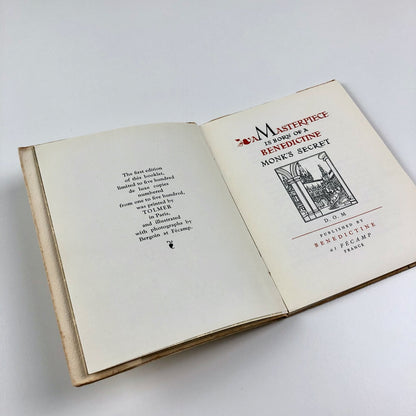 The first edition
of this booklet,
limited to five hundred
de luxe copies
numbered
from one to five hundred,
was printed by
TOLMER
in Paris,
and illustrated
with photographs by
Bergoin at Fécamp.
A MASTERPIECE
IS BORN OF A
BENEDICTINE
MONK'S SECRET
D.O.M
PUBLISHED BY
BENEDICTINE
AT FÉCAMP
FRANCE